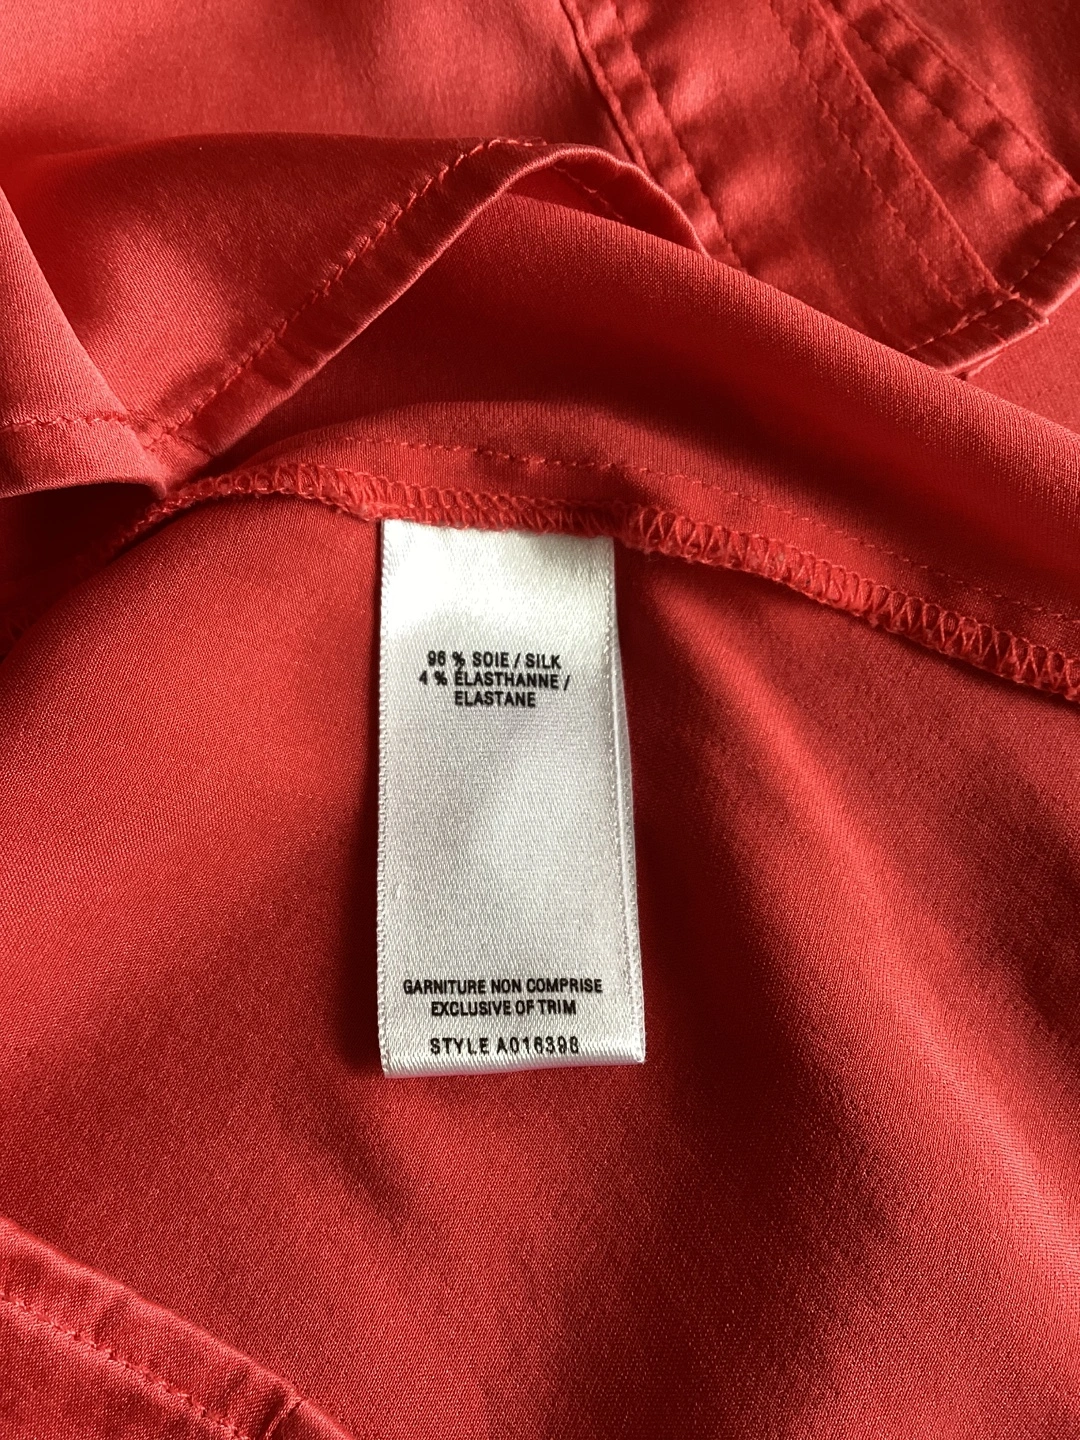 96 % SOIE / SILK
4 % ÉLASTHANNE /
ELASTANE
GARNITURE NON COMPRISE
EXCLUSIVE OF TRIM
STYLE A016398